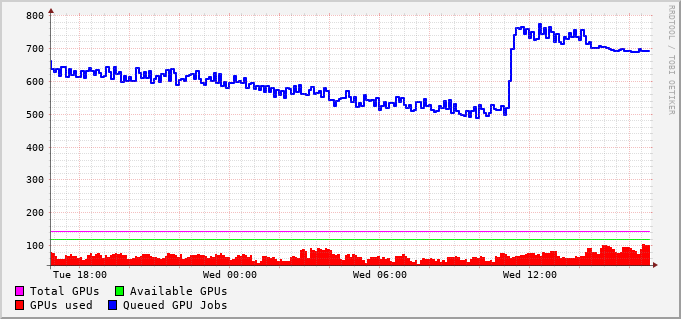 800
700
600
500
400
300
200
100
Tue 18:00 Wed 00:00 Wed 06:00 Wed 12:00
Total GPUs Available GPUs
GPUs used Queued GPU Jobs
RRDTOOL / TOBI OETIKER